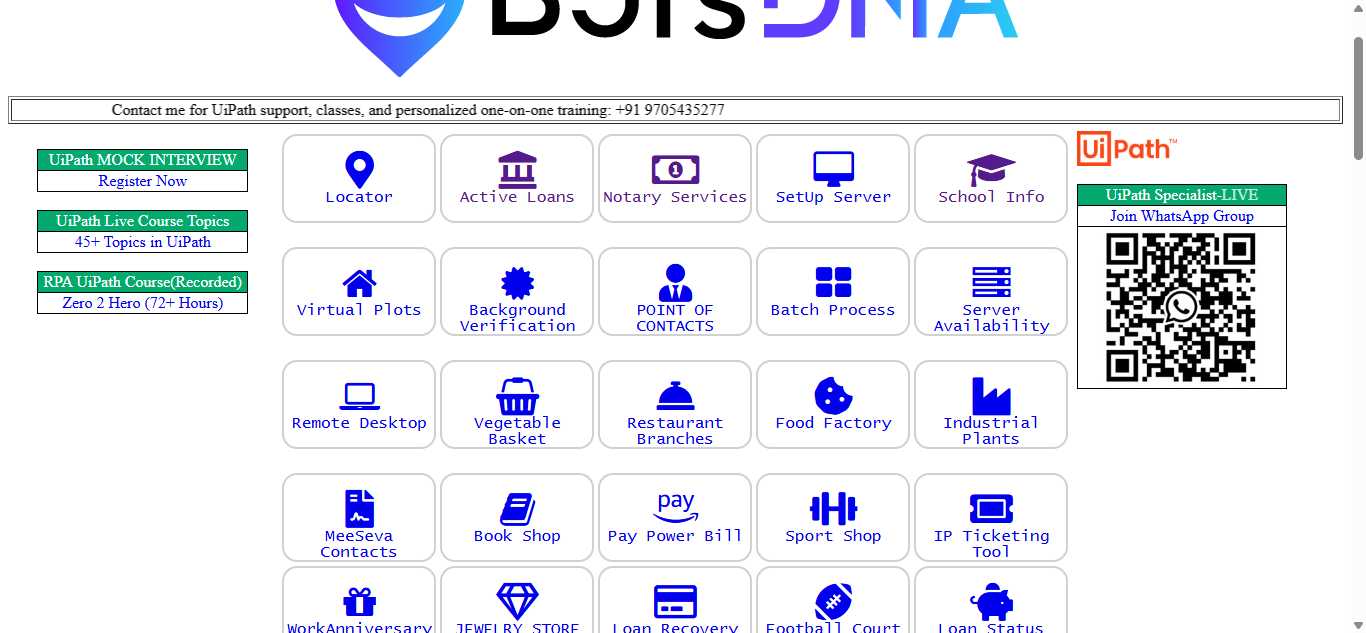 BotsDNA
Contact me for UiPath support, classes, and personalized one-on-one training: +91 9705435277
UiPath MOCK INTERVIEW
Register Now
UiPath Live Course Topics
45+ Topics in UiPath
RPA UiPath Course(Recorded)
Zero 2 Hero (72+ Hours)
Locator
Active Loans
Notary Services
SetUp Server
School Info
Virtual Plots
Background
Verification
POINT OF
CONTACTS
Batch Process
Server
Availability
Remote Desktop
Vegetable
Basket
Restaurant
Branches
Food Factory
Industrial
Plants
MeeSeva
Contacts
Book Shop
pay
Pay Power Bill
Sport Shop
IP Ticketing
Tool
WorkAnniversary
JEWELRY STORE
Loan Recovery
Football Court
Loan Status
UiPath™
UiPath Specialist-LIVE
Join WhatsApp Group